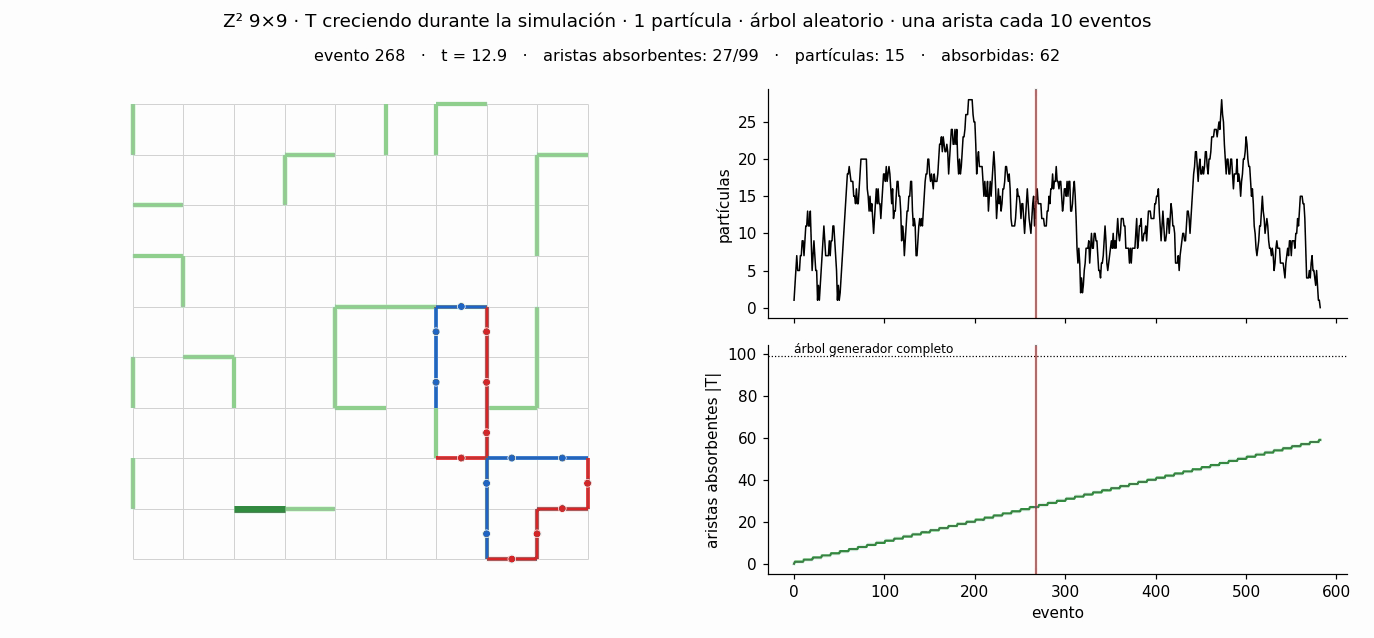 Z² 9×9 · T creciendo durante la simulación · 1 partícula · árbol aleatorio · una arista cada 10 eventos
evento 268 · t = 12.9 · aristas absorbentes: 27/99 · partículas: 15 · absorbidas: 62
partículas
25
20
15
10
5
0
árbol generador completo
aristas absorbentes |T|
100
80
60
40
20
0
0 100 200 300 400 500 600
evento